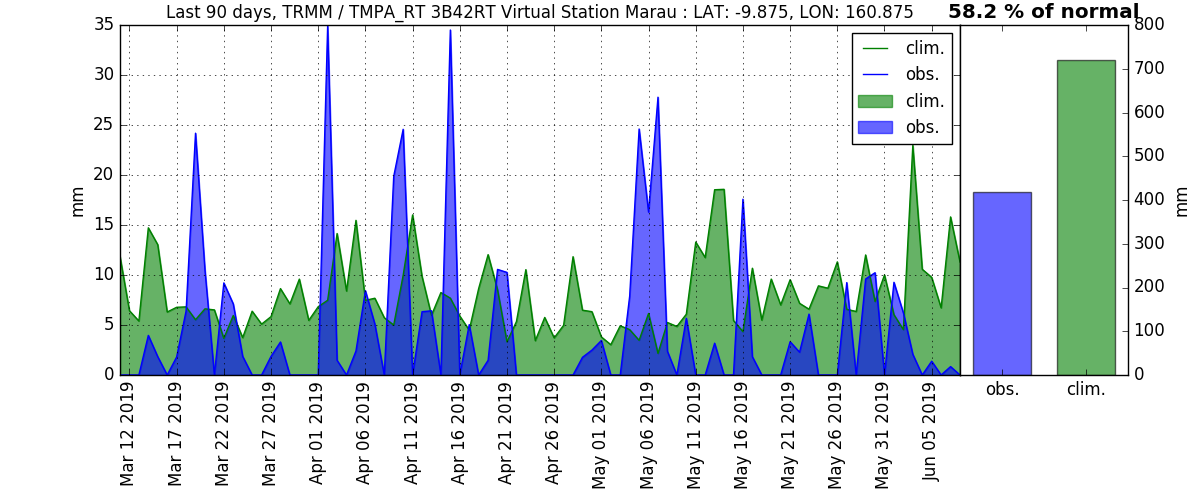 Last 90 days, TRMM / TMPA_RT 3B42RT Virtual Station Marau : LAT: -9.875, LON: 160.875
58.2 % of normal
35
30
25
20
15
10
5
0
mm
clim.
obs.
clim.
obs.
800
700
600
500
400
300
200
100
0
mm
obs.
clim.
Mar 12 2019
Mar 17 2019
Mar 22 2019
Mar 27 2019
Apr 01 2019
Apr 06 2019
Apr 11 2019
Apr 16 2019
Apr 21 2019
Apr 26 2019
May 01 2019
May 06 2019
May 11 2019
May 16 2019
May 21 2019
May 26 2019
May 31 2019
Jun 05 2019